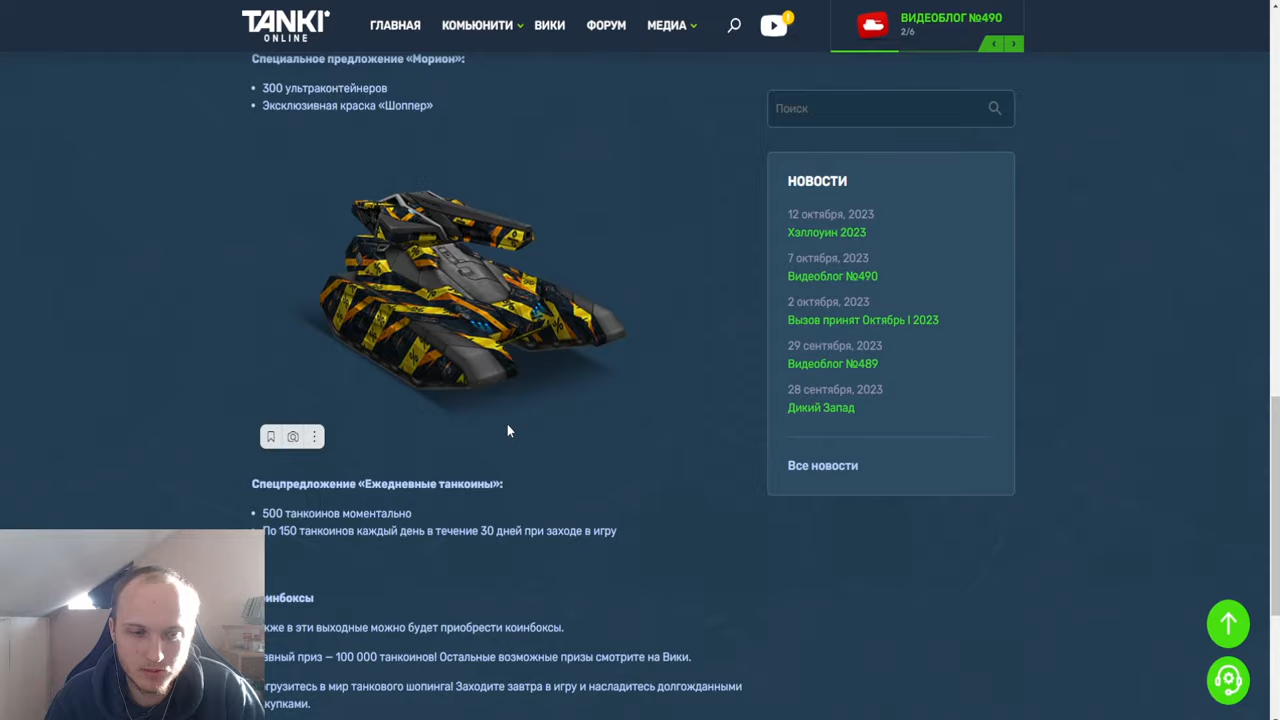 TANKI
ONLINE
ГЛАВНАЯ
КОМЬЮНИТИ
ВИКИ
ФОРУМ
МЕДИА
1
ВИДЕОБЛОГ №490
2/6
Специальное предложение «Морион»:
300 ультраконтейнеров
Эксклюзивная краска «Шоппер»
Спецпредложение «Ежедневные танкоины»:
500 танкоинов моментально
По 150 танкоинов каждый день в течение 30 дней при заходе в игру
инбоксы
кже в эти выходные можно будет приобрести коинбоксы.
авный приз — 100 000 танкоинов! Остальные возможные призы смотрите на Вики.
грузитесь в мир танкового шопинга! Заходите завтра в игру и насладитесь долгожданными
купками.
Поиск
НОВОСТИ
12 октября, 2023
Хэллоуин 2023
7 октября, 2023
Видеоблог №490
2 октября, 2023
Вызов принят Октябрь I 2023
29 сентября, 2023
Видеоблог №489
28 сентября, 2023
Дикий Запад
Все новости